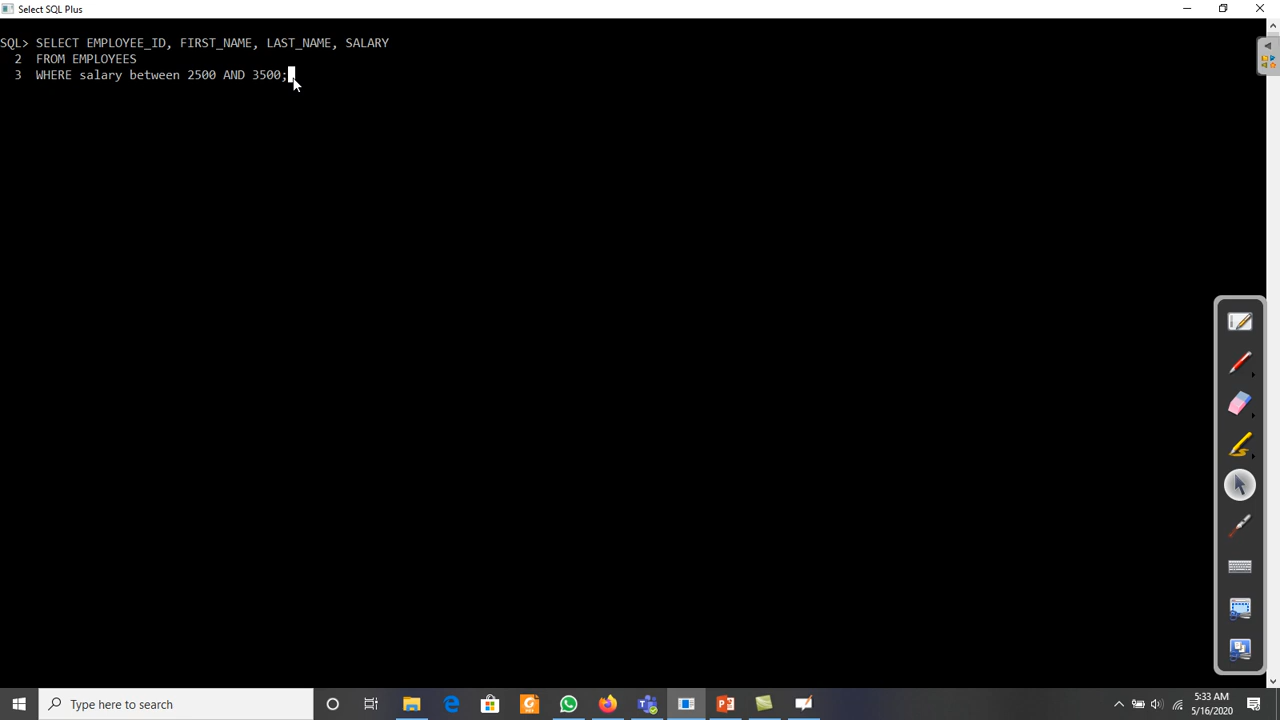 Select SQL Plus
SQL> SELECT EMPLOYEE_ID, FIRST_NAME, LAST_NAME, SALARY
2 FROM EMPLOYEES
3 WHERE salary between 2500 AND 3500;
Type here to search
5:33 AM
5/16/2020